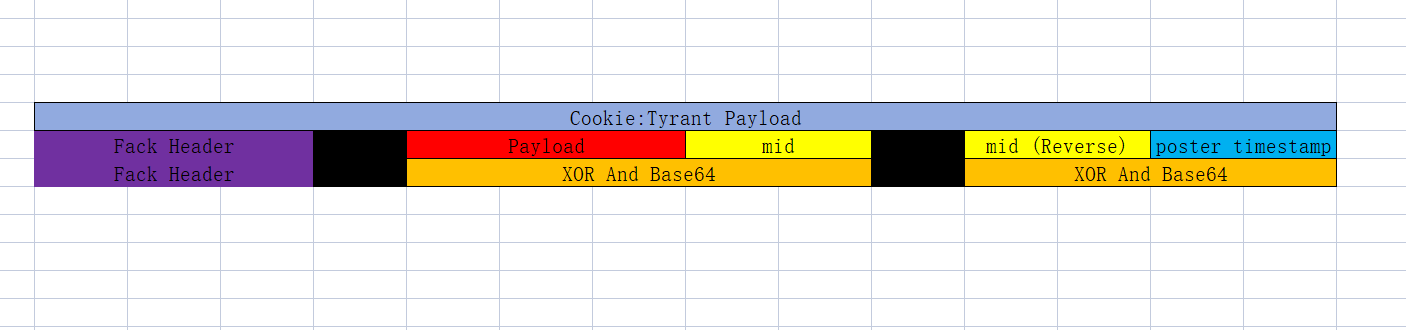 Cookie:Tyrant Payload
Fack Header Payload mid mid (Reverse) poster timestamp
Fack Header XOR And Base64 XOR And Base64